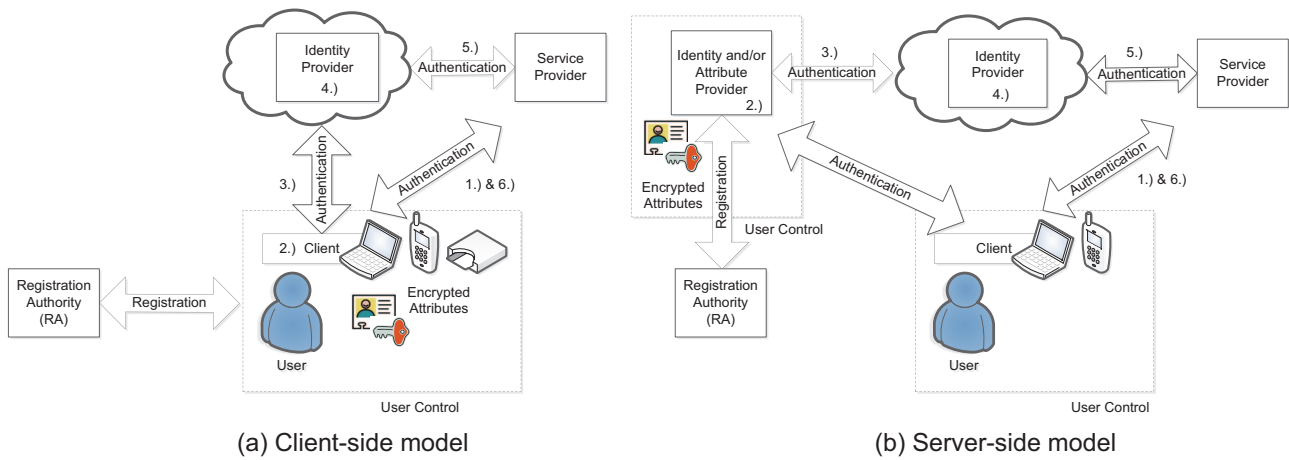 Identity
Provider
4.)
5.)
Authentication
Service
Provider
3.)
Authentication
Authentication
1.) & 6.)
2.) Client
Registration
Authority
(RA)
Registration
Encrypted
Attributes
User
User Control
(a) Client-side model
Identity and/or
Attribute
Provider
2.)
3.)
Authentication
Identity
Provider
4.)
5.)
Authentication
Service
Provider
Encrypted
Attributes
Registration
Authentication
Authentication
1.) & 6.)
User Control
Client
Registration
Authority
(RA)
User
User Control
(b) Server-side model